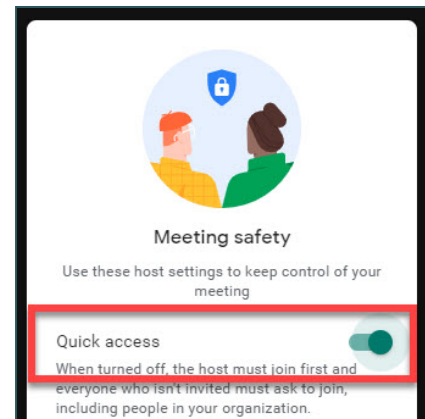 Meeting safety
Use these host settings to keep control of your
meeting
Quick access
When turned off, the host must join first and
everyone who isn't invited must ask to join,
including people in your organization.